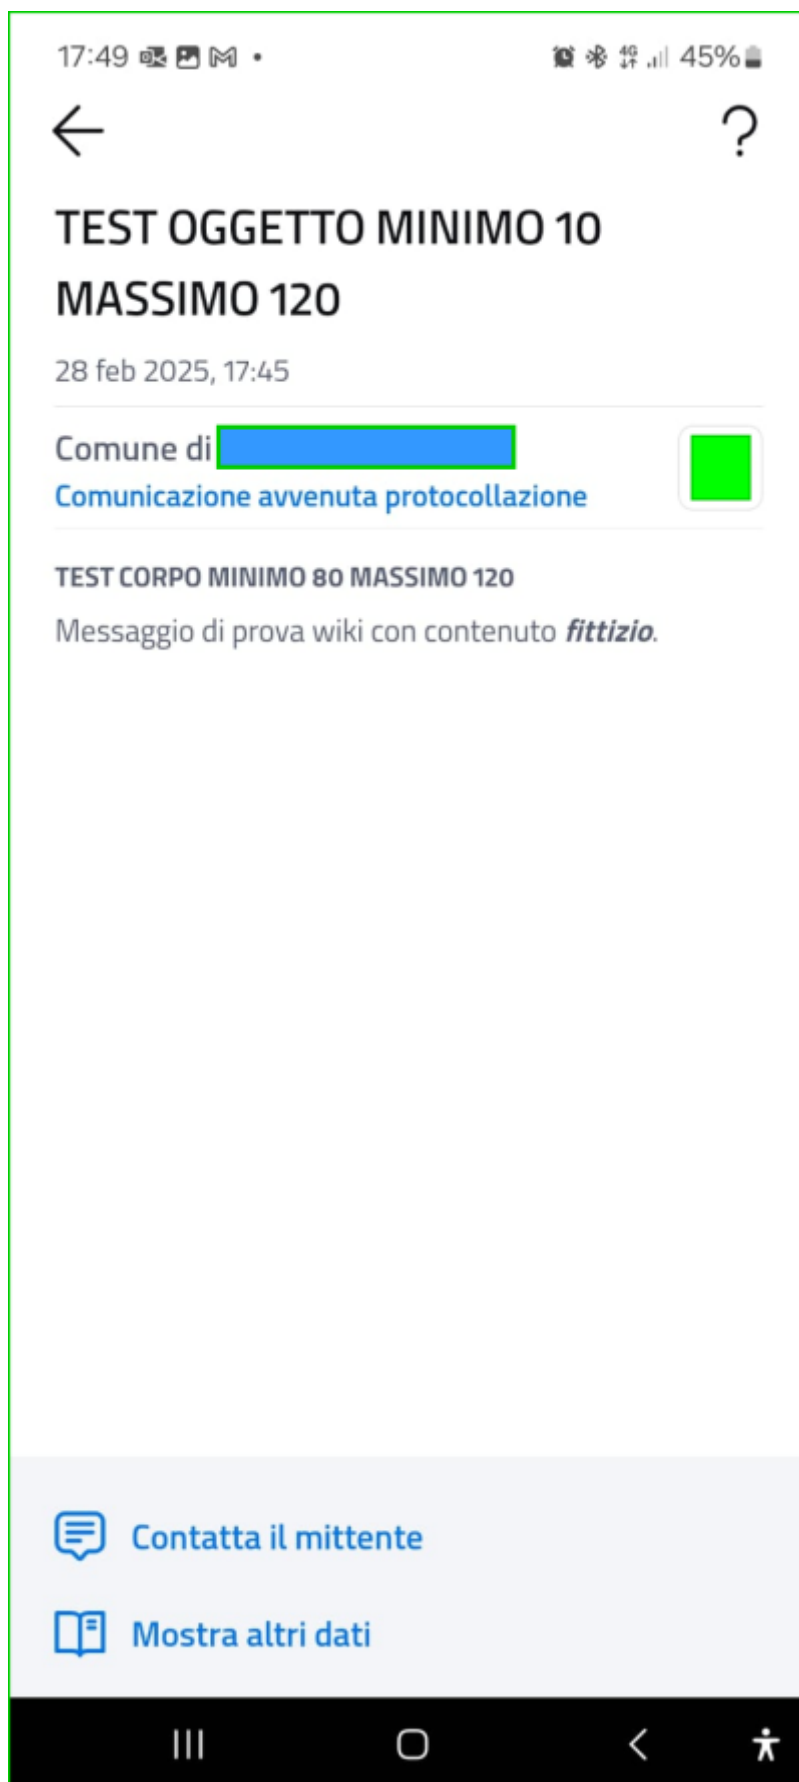 17:49
4G
45%
?
TEST OGGETTO MINIMO 10
MASSIMO 120
28 feb 2025, 17:45
Comune di
Comunicazione avvenuta protocollazione
TEST CORPO MINIMO 80 MASSIMO 120
Messaggio di prova wiki con contenuto fittizio.
Contatta il mittente
Mostra altri dati